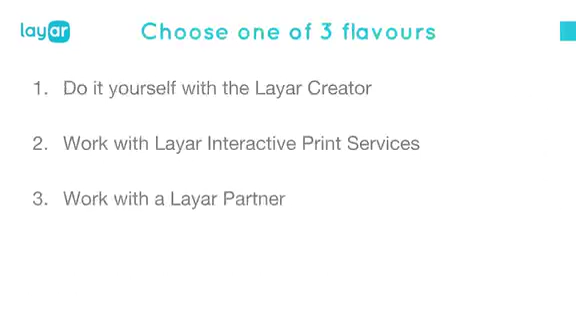 layar
Choose one of 3 flavours
1. Do it yourself with the Layar Creator
2. Work with Layar Interactive Print Services
3. Work with a Layar Partner